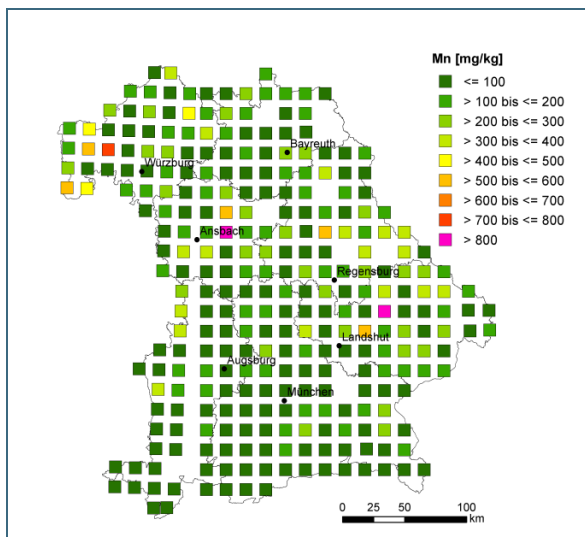 Mn [mg/kg]
<= 100
> 100 bis <= 200
> 200 bis <= 300
> 300 bis <= 400
> 400 bis <= 500
> 500 bis <= 600
> 600 bis <= 700
> 700 bis <= 800
> 800
Bayreuth
Würzburg
Ansbach
Regensburg
Landshut
Augsburg
München
0 25 50 100
km